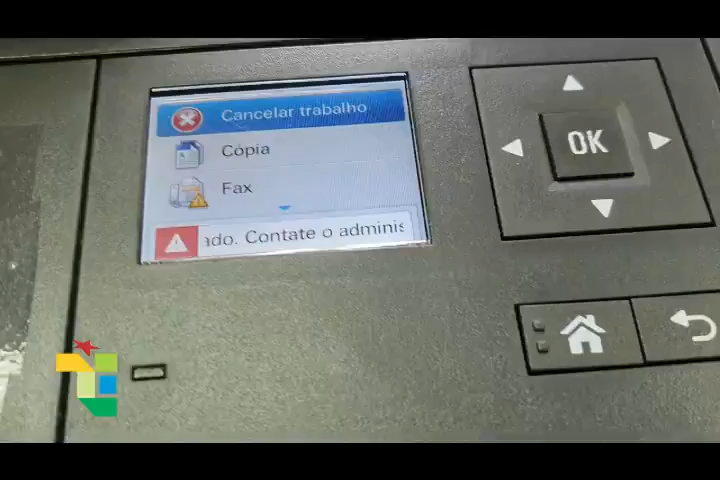 Cancelar trabalho
Cópia
Fax
ado. Contate o adminis
OK